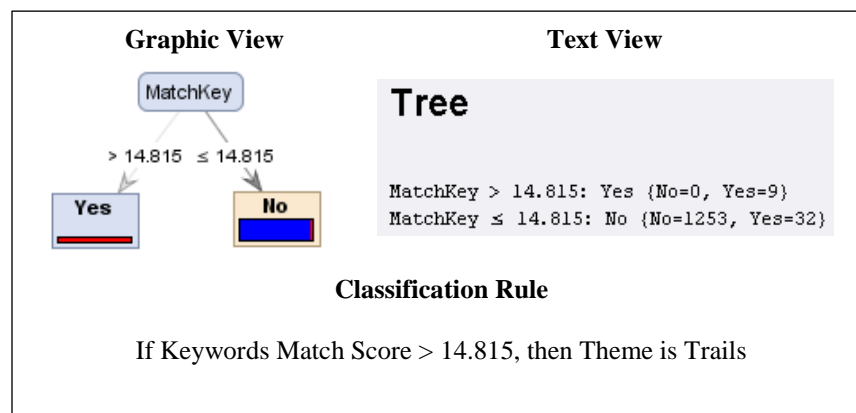 Graphic View
Text View
MatchKey
> 14.815 ≤ 14.815
Yes
No
Tree
MatchKey > 14.815: Yes {No=0, Yes=9}
MatchKey ≤ 14.815: No {No=1253, Yes=32}
Classification Rule
If Keywords Match Score > 14.815, then Theme is Trails